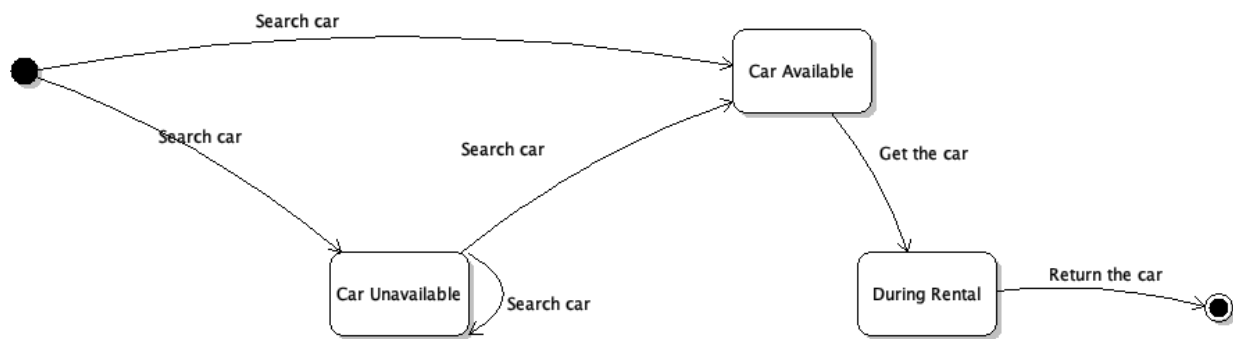 Search car
Car Available
Search car
Search car
Get the car
Car Unavailable
Search car
During Rental
Return the car